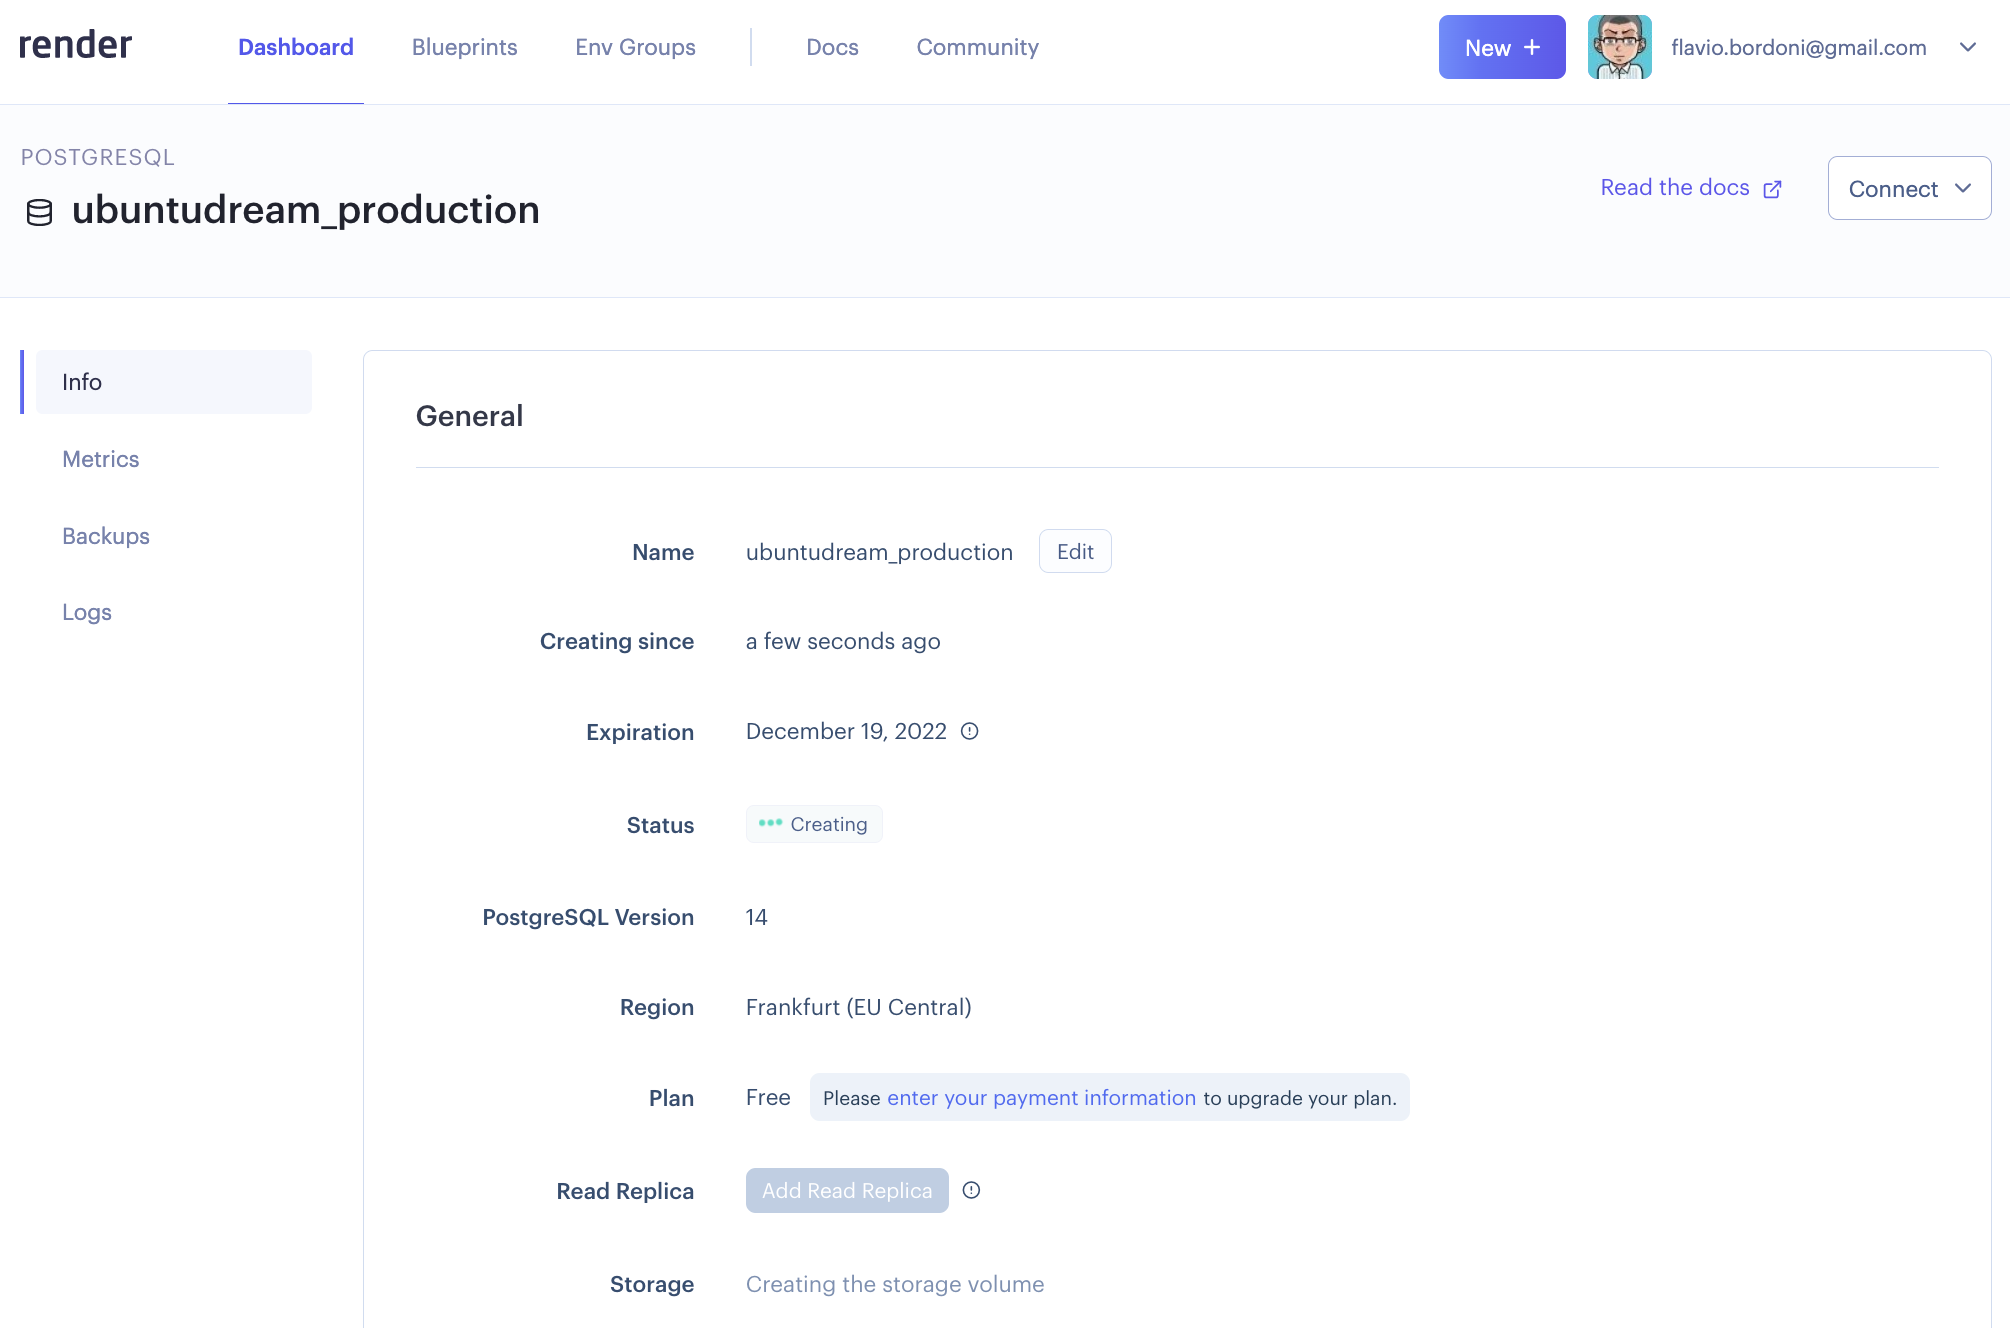 render
Dashboard
Blueprints
Env Groups
Docs
Community
New +
flavio.bordoni@gmail.com
POSTGRESQL
ubuntudream_production
Read the docs
Connect
Info
Metrics
Backups
Logs
General
Name ubuntudream_production Edit
Creating since a few seconds ago
Expiration December 19, 2022
Status Creating
PostgreSQL Version 14
Region Frankfurt (EU Central)
Plan Free Please enter your payment information to upgrade your plan.
Read Replica Add Read Replica
Storage Creating the storage volume